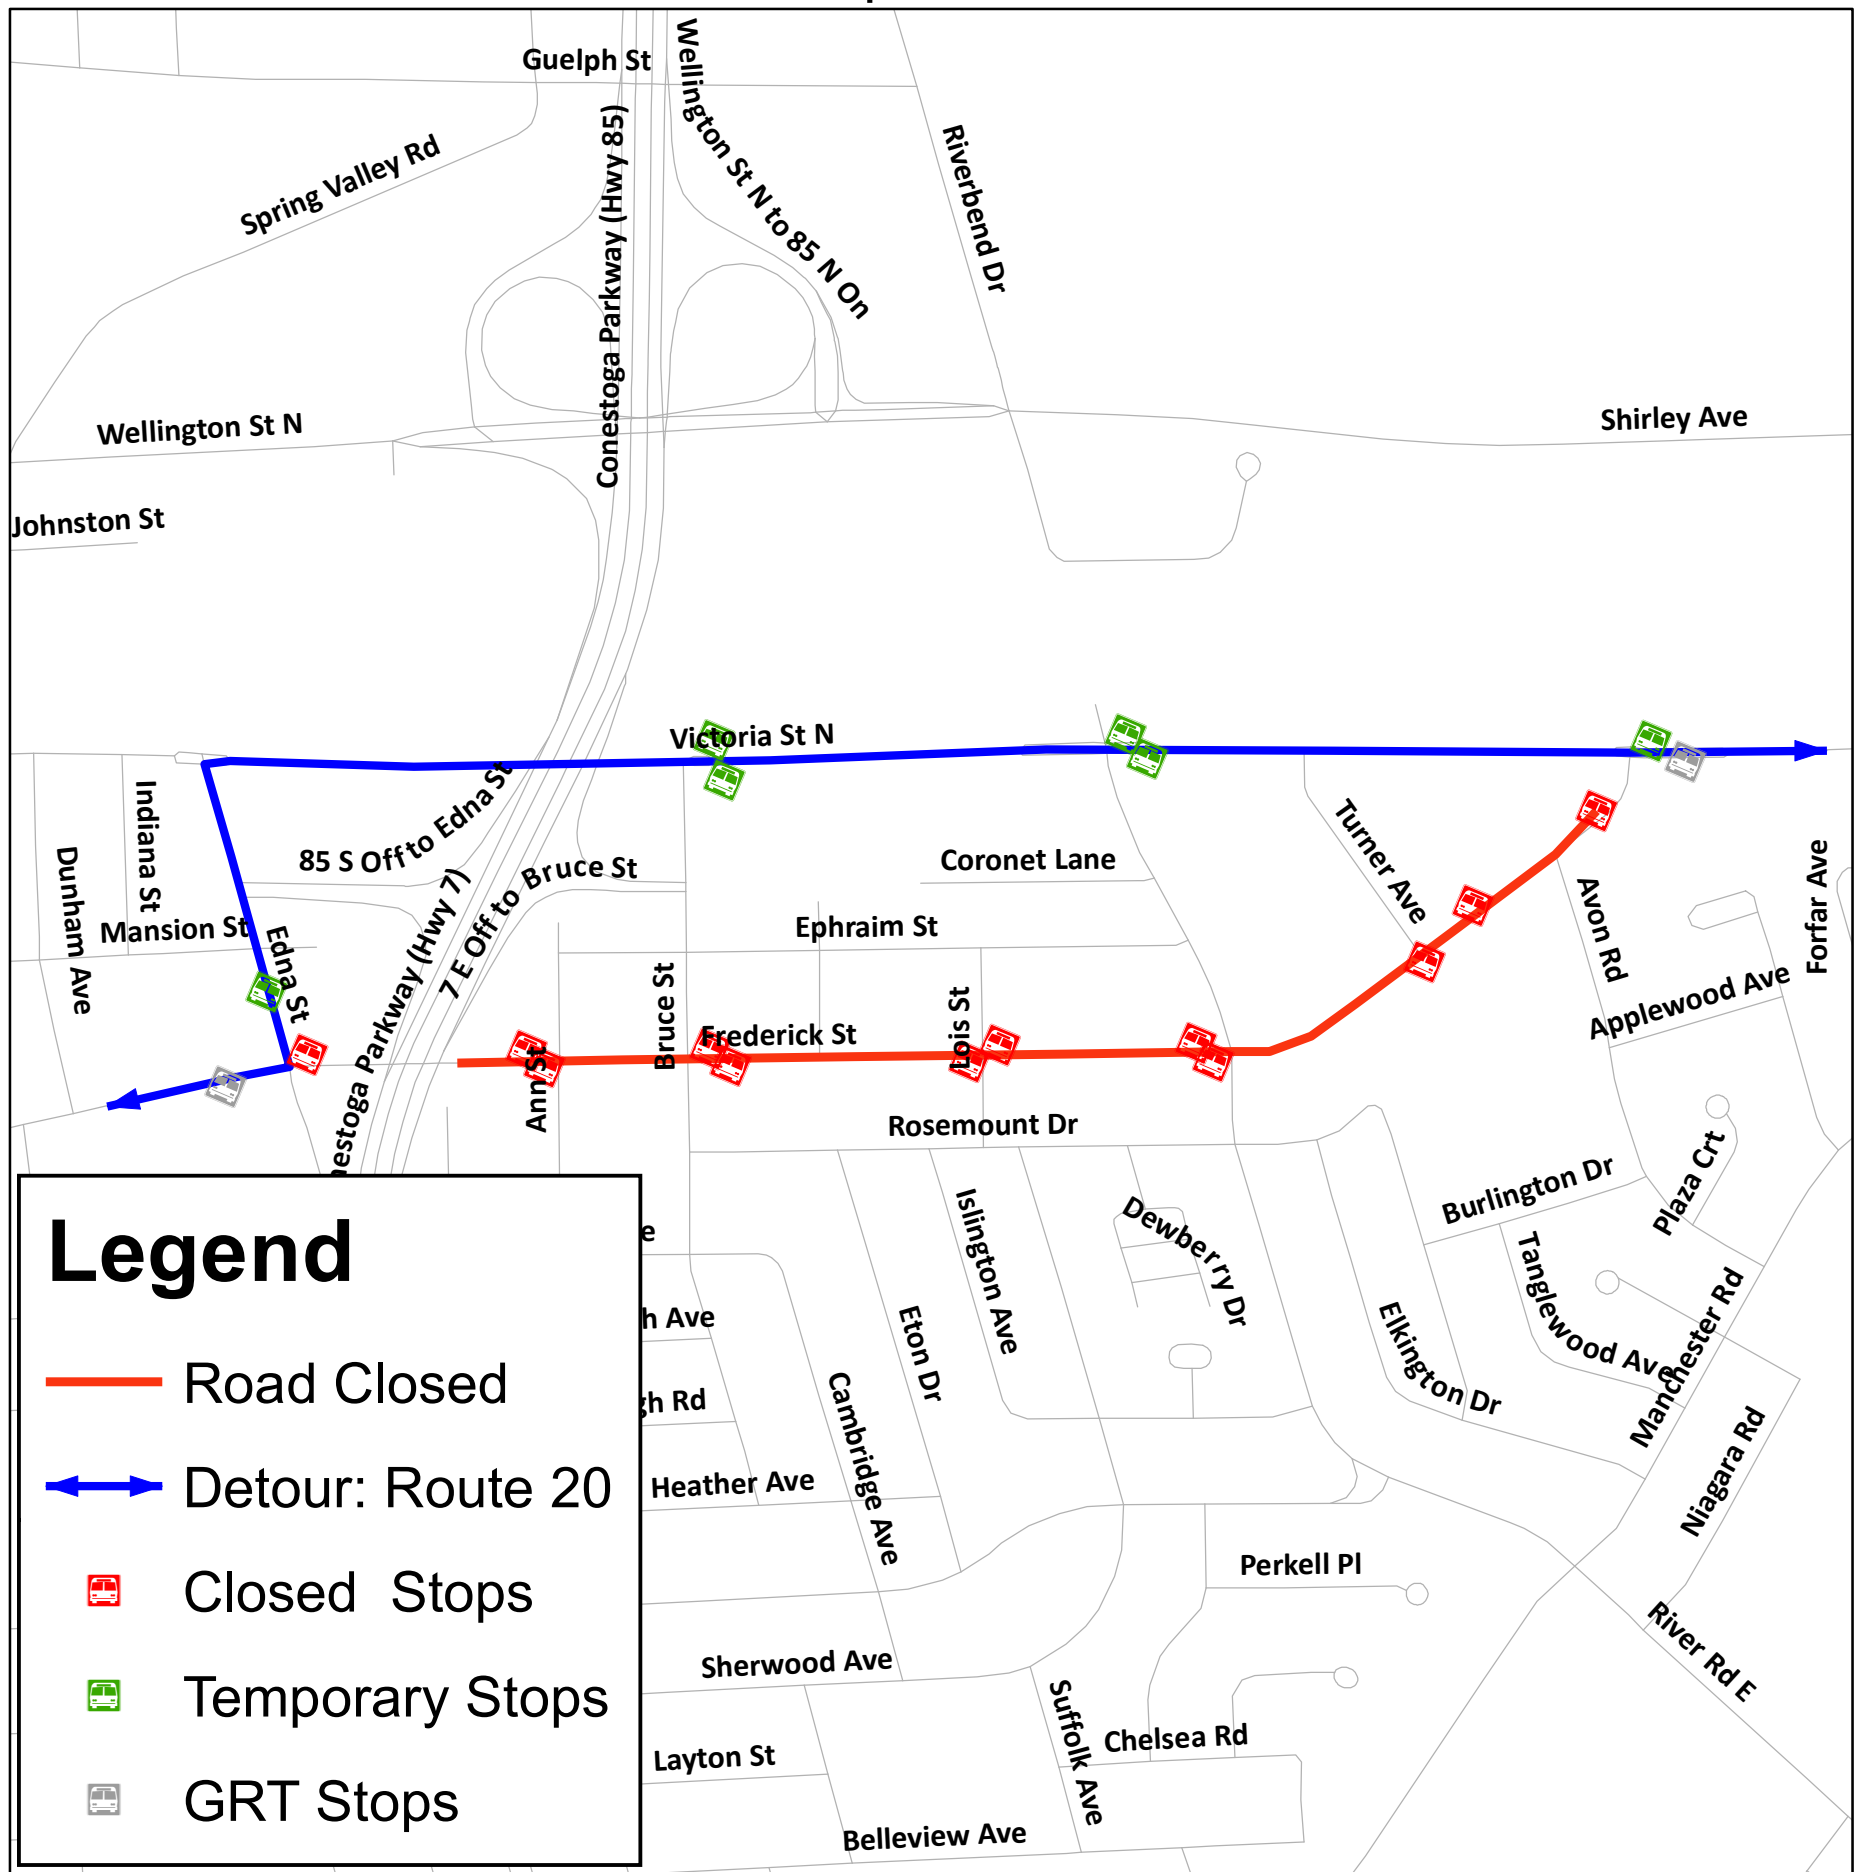 Guelph St
Wellington St N to 85 N On
Conestoga Parkway (Hwy 85)
Riverbend Dr
Spring Valley Rd
Wellington St N
Shirley Ave
Johnston St
Victoria St N
85 S Off to Edna St
Indiana St
Dunham Ave
Mansion St
Edna St
7 E Off to Bruce St
nestoga Parkway (Hwy 7)
Coronet Lane
Turner Ave
Ephraim St
Avon Rd
Forfar Ave
Applewood Ave
Bruce St
Frederick St
Lois St
Ann St
Rosemount Dr
Burlington Dr
Plaza Crt
Islington Ave
Dewberry Dr
Tanglewood Ave
Manchester Rd
Elkington Dr
Eton Dr
Cambridge Ave
Niagara Rd
e
h Ave
gh Rd
Heather Ave
Perkell Pl
River Rd E
Sherwood Ave
Suffolk Ave
Chelsea Rd
Layton St
Belleview Ave
Legend
Road Closed
Detour: Route 20
Closed Stops
Temporary Stops
GRT Stops